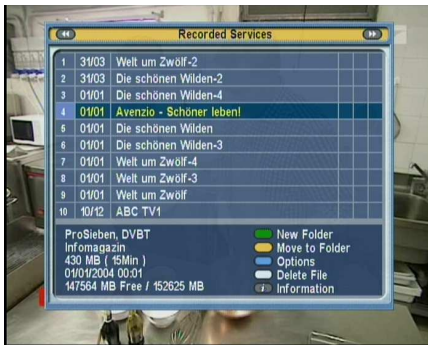 Recorded Services
1 31/03 Welt um Zwölf-2
2 31/03 Die schönen Wilden-2
3 01/01 Die schönen Wilden-4
4 01/01 Avenzio - Schöner leben!
5 01/01 Die schönen Wilden
6 01/01 Die schönen Wilden-3
7 01/01 Welt um Zwölf-4
8 01/01 Welt um Zwölf-3
9 01/01 Welt um Zwölf
10 10/12 ABC TV1
ProSieben, DVBT
Infomagazin
430 MB ( 15Min )
01/01/2004 00:01
147564 MB Free / 152625 MB
New Folder
Move to Folder
Options
Delete File
i Information